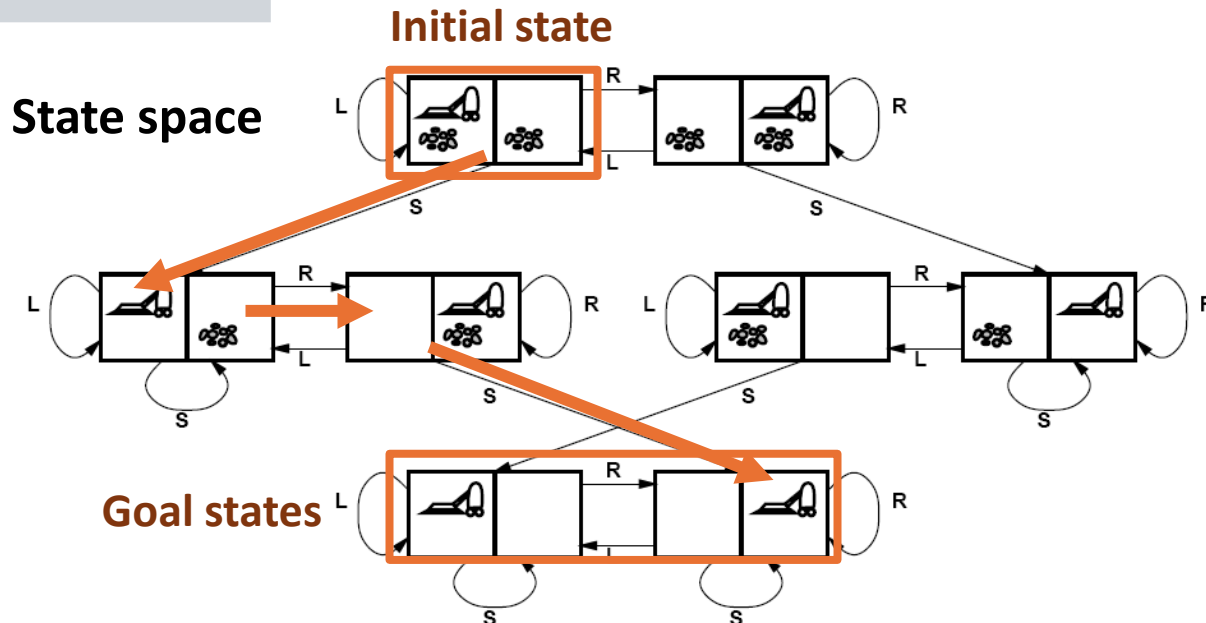 Initial state
State space
L R R
L
S S
L R R L R R
L L
S S S S
Goal states
L R R
L
S S